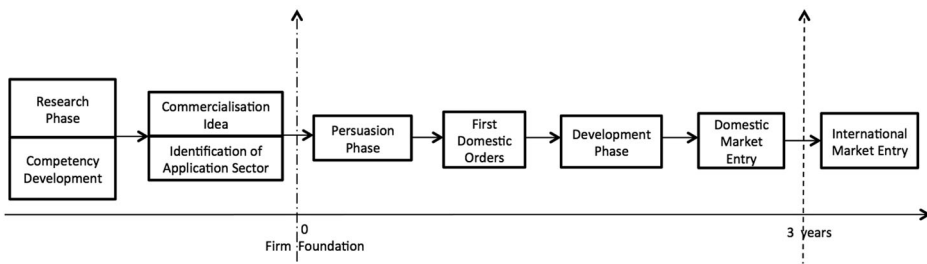 Research
Phase
Competency
Development
Commercialisation
Idea
Identification of
Application Sector
Persuasion
Phase
First
Domestic
Orders
Development
Phase
Domestic
Market
Entry
International
Market Entry
0
Firm Foundation
3 years